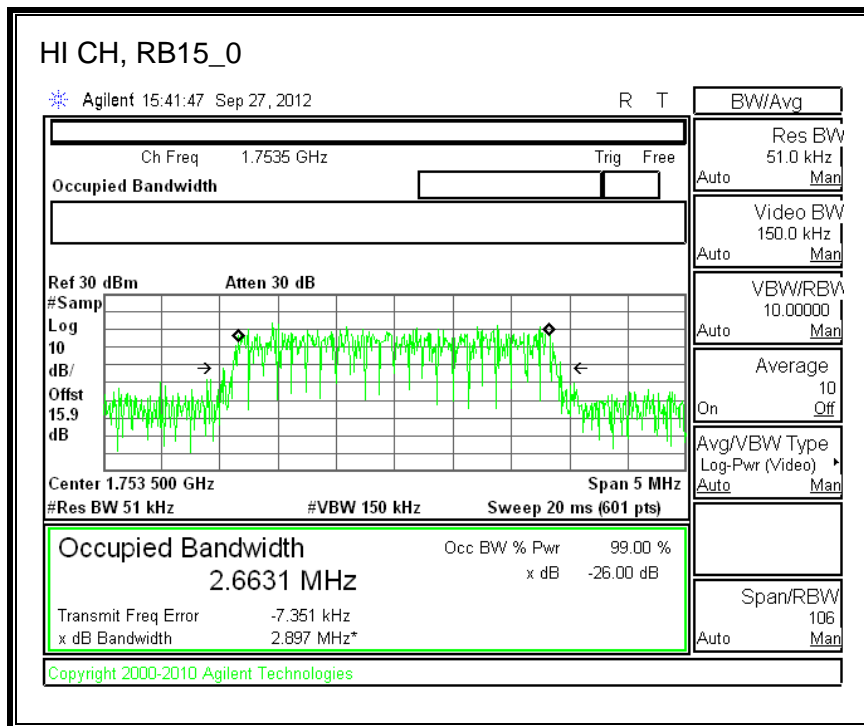 HI CH, RB15_0
Agilent 15:41:47 Sep 27, 2012 R T
Ch Freq 1.7535 GHz Trig Free
Occupied Bandwidth
Ref 30 dBm Atten 30 dB
#Samp
Log
10
dB/
Offst
15.9
dB
Center 1.753 500 GHz Span 5 MHz
#Res BW 51 kHz #VBW 150 kHz Sweep 20 ms (601 pts)
Occupied Bandwidth
2.6631 MHz
Occ BW % Pwr 99.00 %
x dB -26.00 dB
Transmit Freq Error -7.351 kHz
x dB Bandwidth 2.897 MHz*
Copyright 2000-2010 Agilent Technologies
BW/Avg
Res BW
51.0 kHz
Auto Man
Video BW
150.0 kHz
Auto Man
VBW/RBW
10.00000
Auto Man
Average
10
On Off
Avg/VBW Type
Log-Pwr (Video)
Auto Man
Span/RBW
106
Auto Man